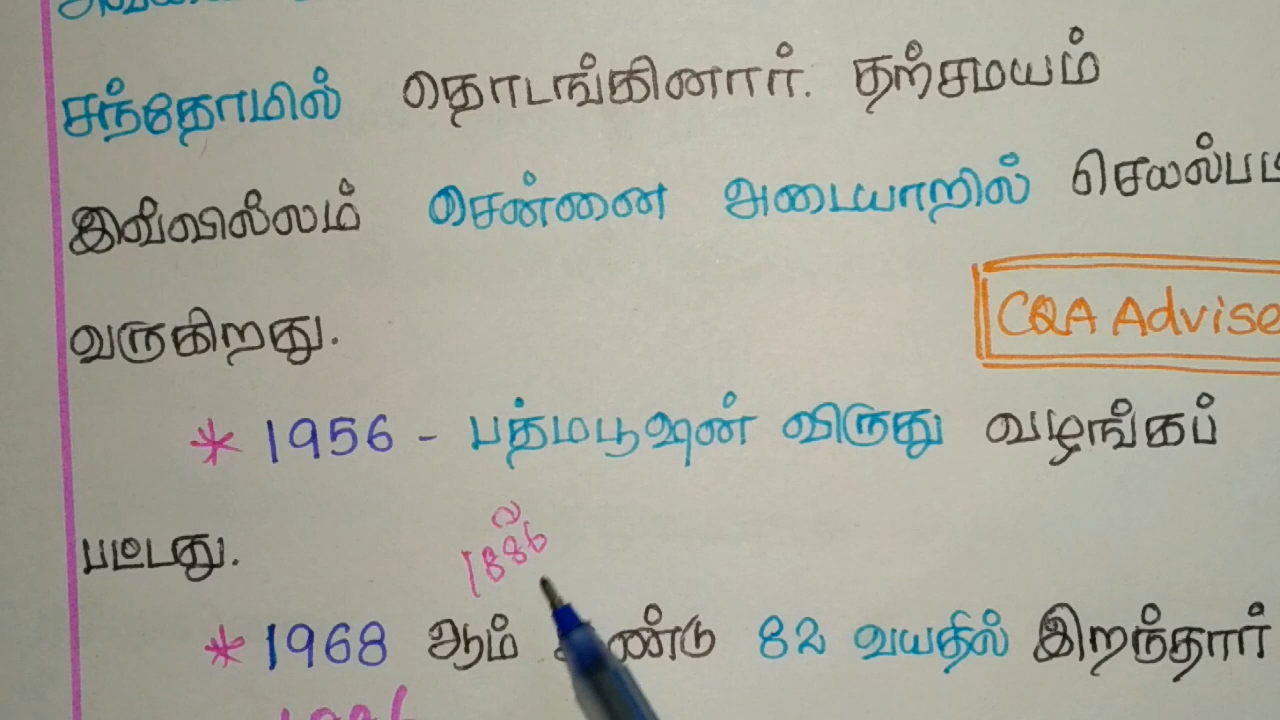 சந்தோமில் தொடங்கினார். தற்சமயம்
இவ்வில்லம் சென்னை அடையாறில் செயல்பட
வருகிறது.
CQA Advise
* 1956 - பத்மபூஷன் விருது வழங்கப்
பட்டது.
1886
* 1968 ஆம் 82 வயதில் இறந்தார்